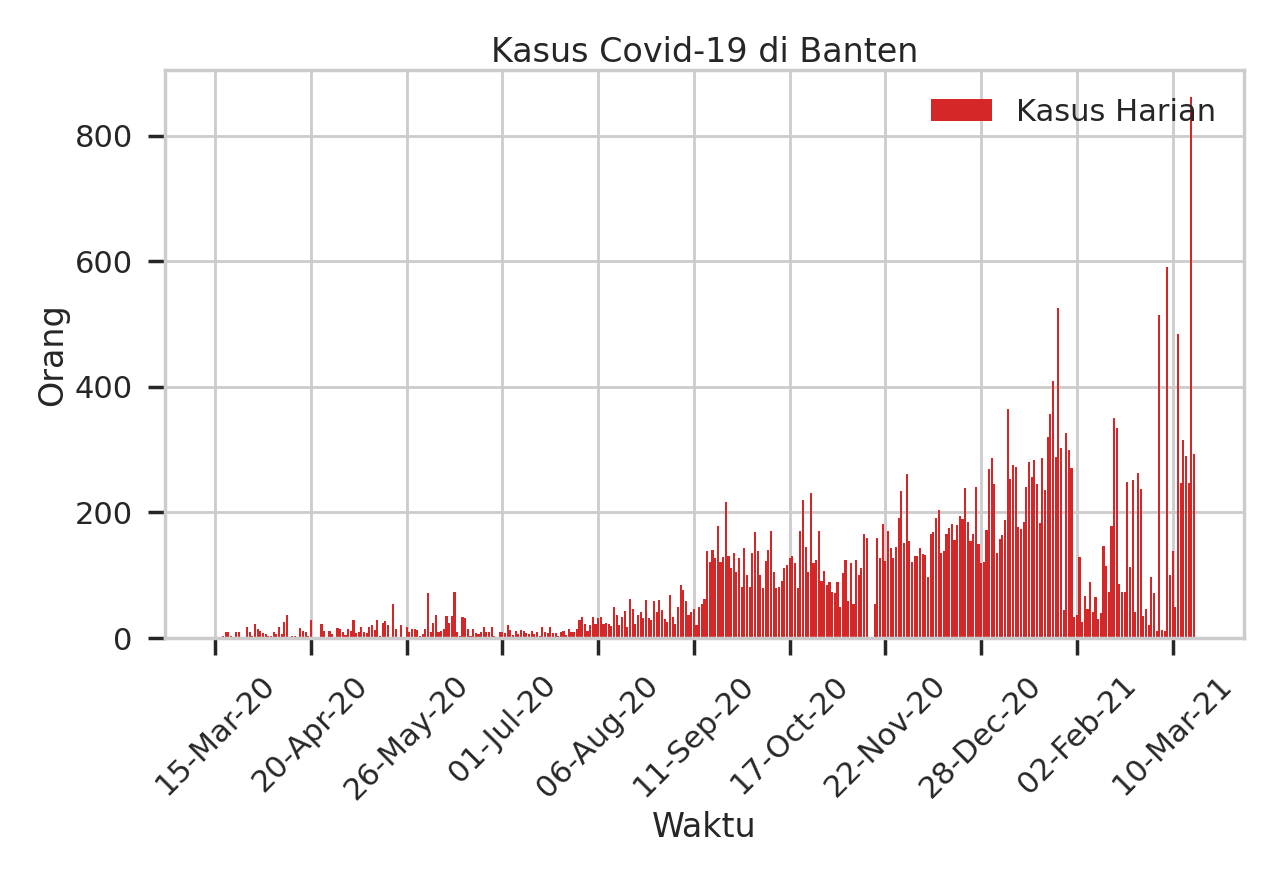 Kasus Covid-19 di Banten
Kasus Harian
800
600
400
200
0
Orang
15-Mar-20
20-Apr-20
26-May-20
01-Jul-20
06-Aug-20
11-Sep-20
17-Oct-20
22-Nov-20
28-Dec-20
02-Feb-21
10-Mar-21
Waktu